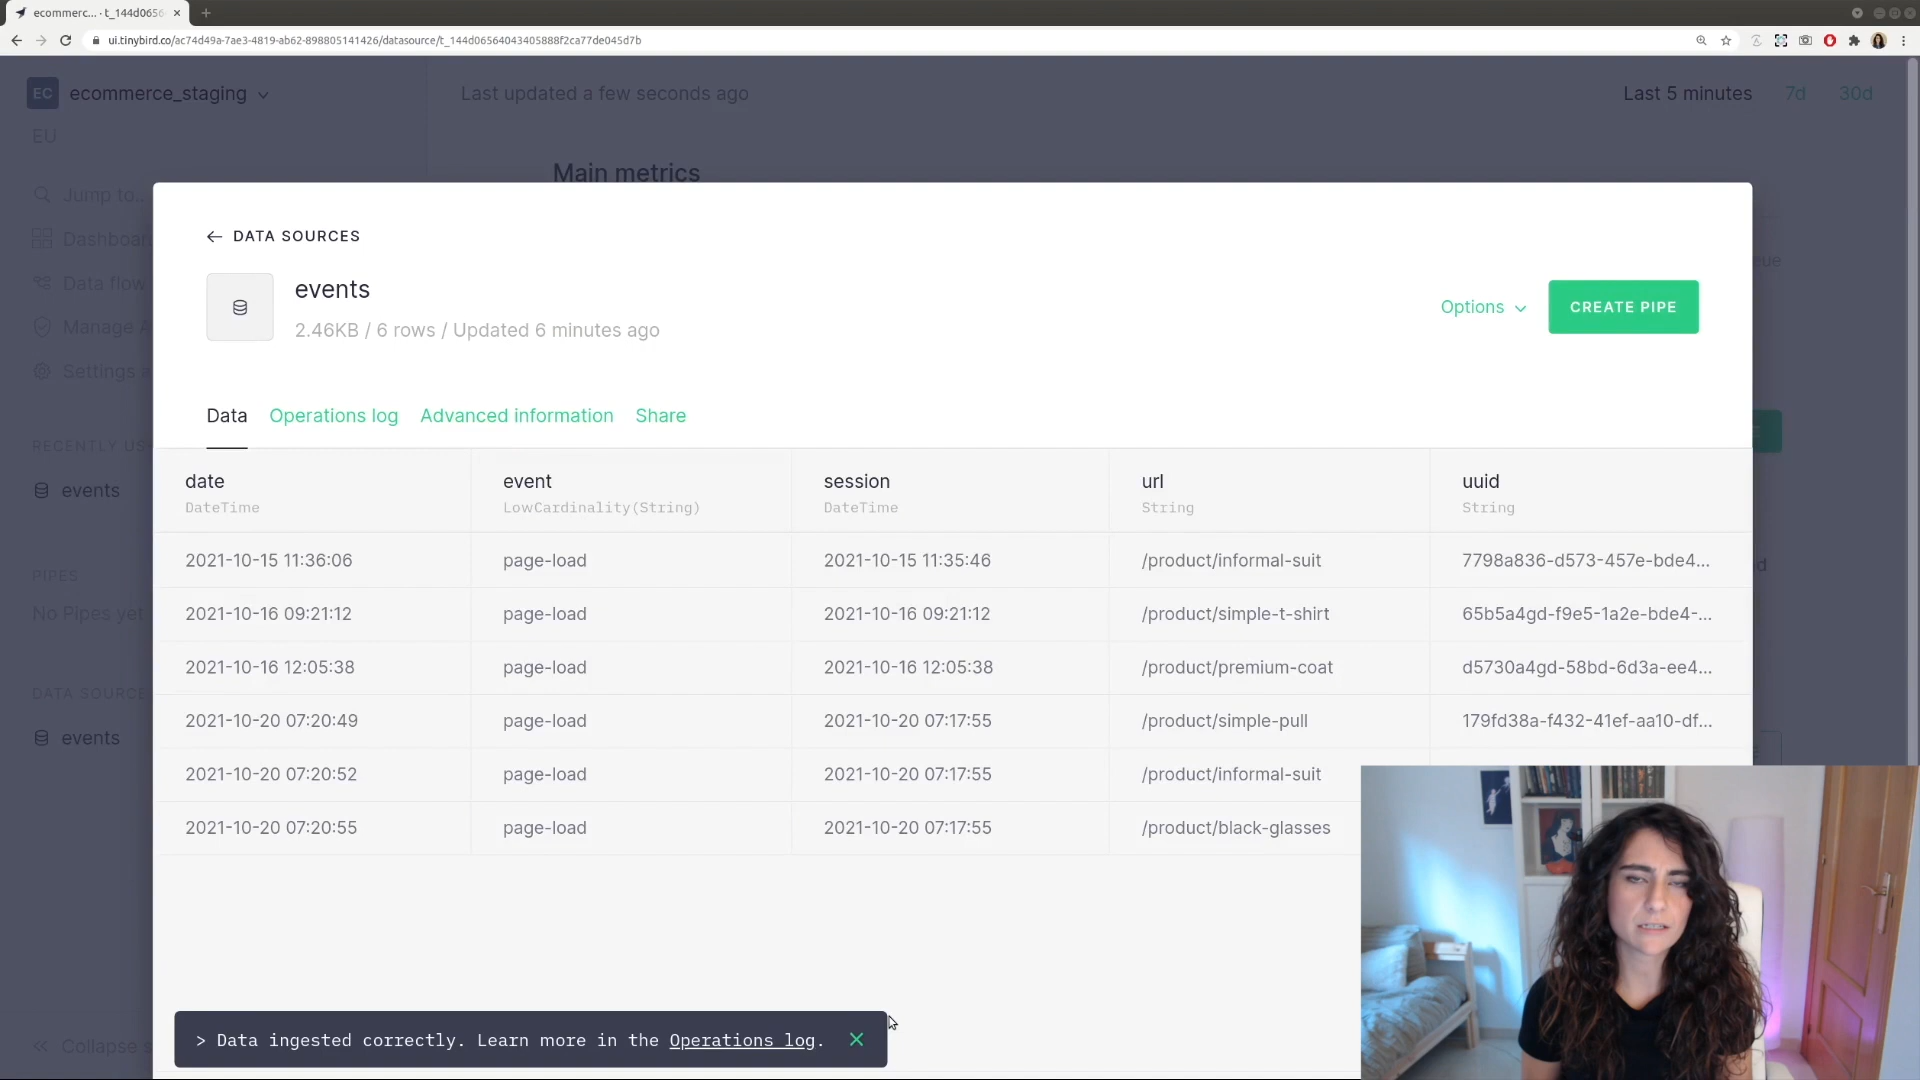 ecommerc... · t_144d0656
ui.tinybird.co/ac74d49a-7ae3-4819-ab62-898805141426/datasource/t_144d06564043405888f2ca77de045d7b
EC ecommerce_staging
EU
Last updated a few seconds ago
Last 5 minutes 7d 30d
Main metrics
Jump to..
Dashboar
Data flow
Manage A
Settings a
RECENTLY US
events
PIPES
No Pipes yet
DATA SOURCE
events
Collapse s
← DATA SOURCES
events
2.46KB / 6 rows / Updated 6 minutes ago
Options
CREATE PIPE
Data Operations log Advanced information Share
date event session url uuid
DateTime LowCardinality(String) DateTime String String
2021-10-15 11:36:06 page-load 2021-10-15 11:35:46 /product/informal-suit 7798a836-d573-457e-bde4...
2021-10-16 09:21:12 page-load 2021-10-16 09:21:12 /product/simple-t-shirt 65b5a4gd-f9e5-1a2e-bde4-...
2021-10-16 12:05:38 page-load 2021-10-16 12:05:38 /product/premium-coat d5730a4gd-58bd-6d3a-ee4...
2021-10-20 07:20:49 page-load 2021-10-20 07:17:55 /product/simple-pull 179fd38a-f432-41ef-aa10-df...
2021-10-20 07:20:52 page-load 2021-10-20 07:17:55 /product/informal-suit
2021-10-20 07:20:55 page-load 2021-10-20 07:17:55 /product/black-glasses
> Data ingested correctly. Learn more in the Operations log.